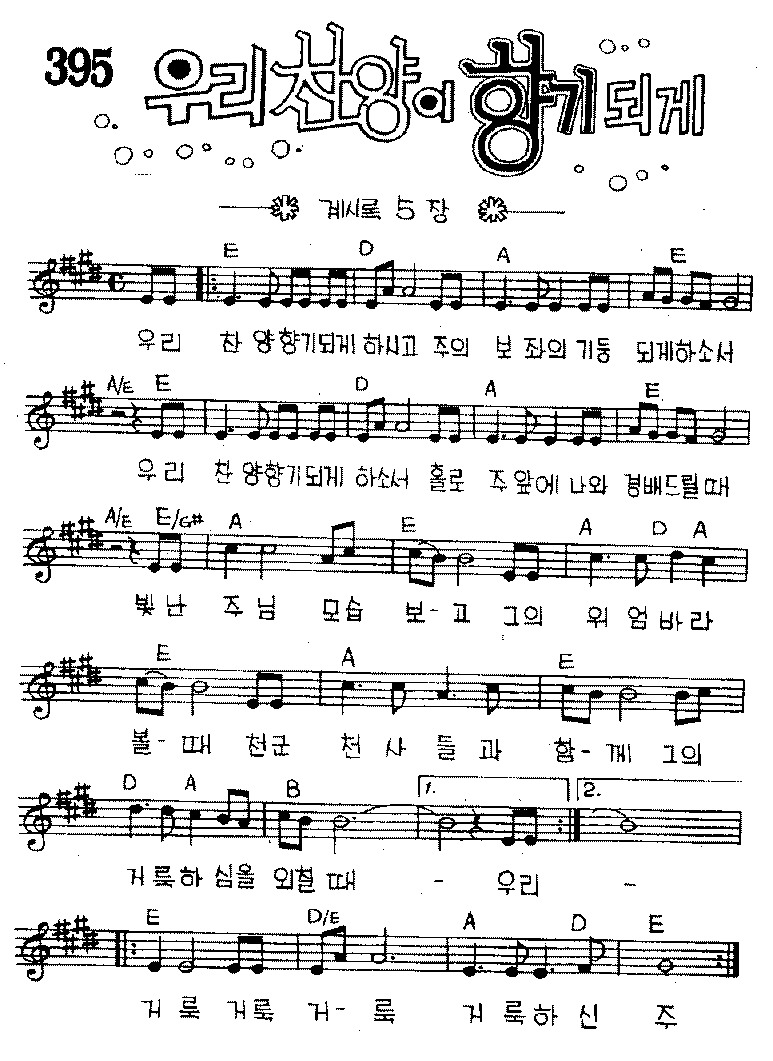 395 우리 찬양이 향기되게
계시록 5 장
E D A E
우리 찬 양향기되게 하시고 주의 보 좌의 기둥 되게하소서
A/E E D A E
우리 찬 양향기되게 하소서 홀로 주 앞에 나와 경배드릴때
A/E E/G# A E A D A
빛난 주님 모습 보-고 그의 위 엄바라
E A E
볼-때 천군 천 사 들 과 함-께 그의
D A B 1. 2.
거 룩하 심을 외칠 때 - 우리 -
E D/E A D E
거 룩 거룩 거- 룩 거 룩하 신 주